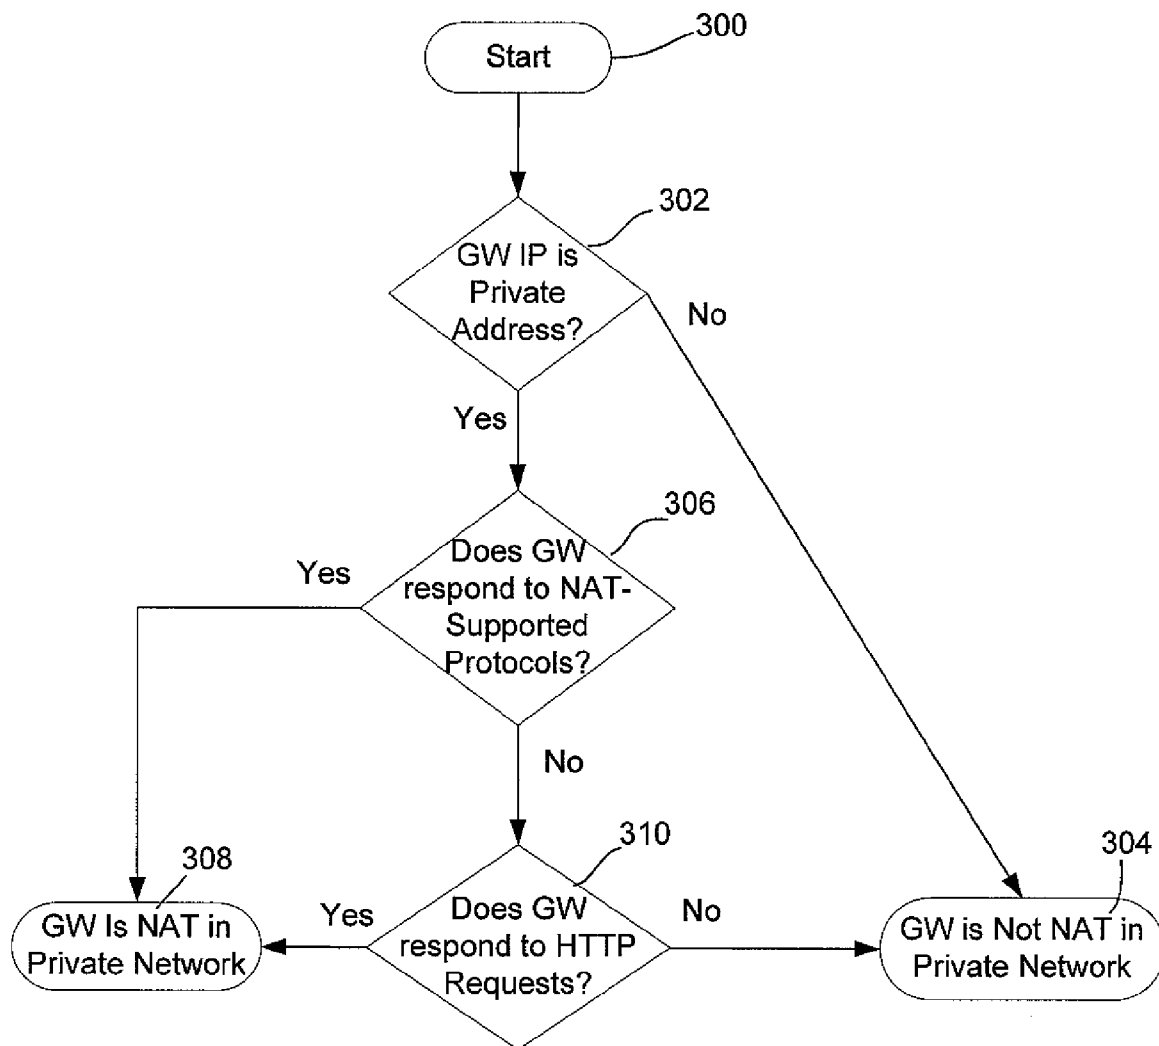 300
Start
302
GW IP is
Private
Address?
No
Yes
306
Does GW
respond to NAT-
Supported
Protocols?
Yes
No
310
304
308
GW Is NAT in
Private Network
Yes
Does GW
respond to HTTP
Requests?
No
GW is Not NAT in
Private Network